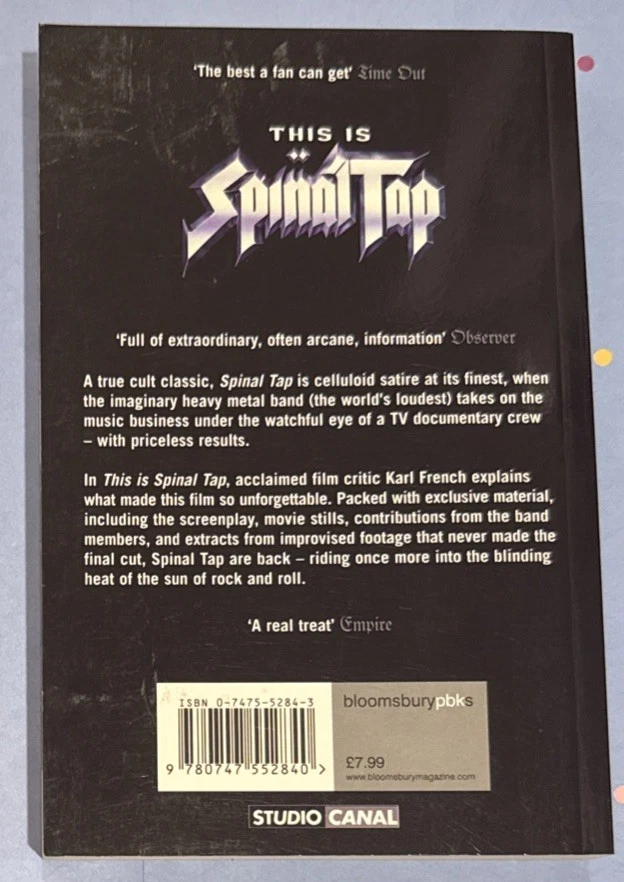 'The best a fan can get' Time Out
THIS IS
Spın̈al Tap
'Full of extraordinary, often arcane, information' Observer
A true cult classic, Spinal Tap is celluloid satire at its finest, when
the imaginary heavy metal band (the world's loudest) takes on the
music business under the watchful eye of a TV documentary crew
– with priceless results.
In This is Spinal Tap, acclaimed film critic Karl French explains
what made this film so unforgettable. Packed with exclusive material,
including the screenplay, movie stills, contributions from the band
members, and extracts from improvised footage that never made the
final cut, Spinal Tap are back – riding once more into the blinding
heat of the sun of rock and roll.
'A real treat' Empire
ISBN 0-7475-5284-3
bloomsburypbks
9 780747 552840 >
£7.99
www.bloomsburymagazine.com
STUDIO CANAL